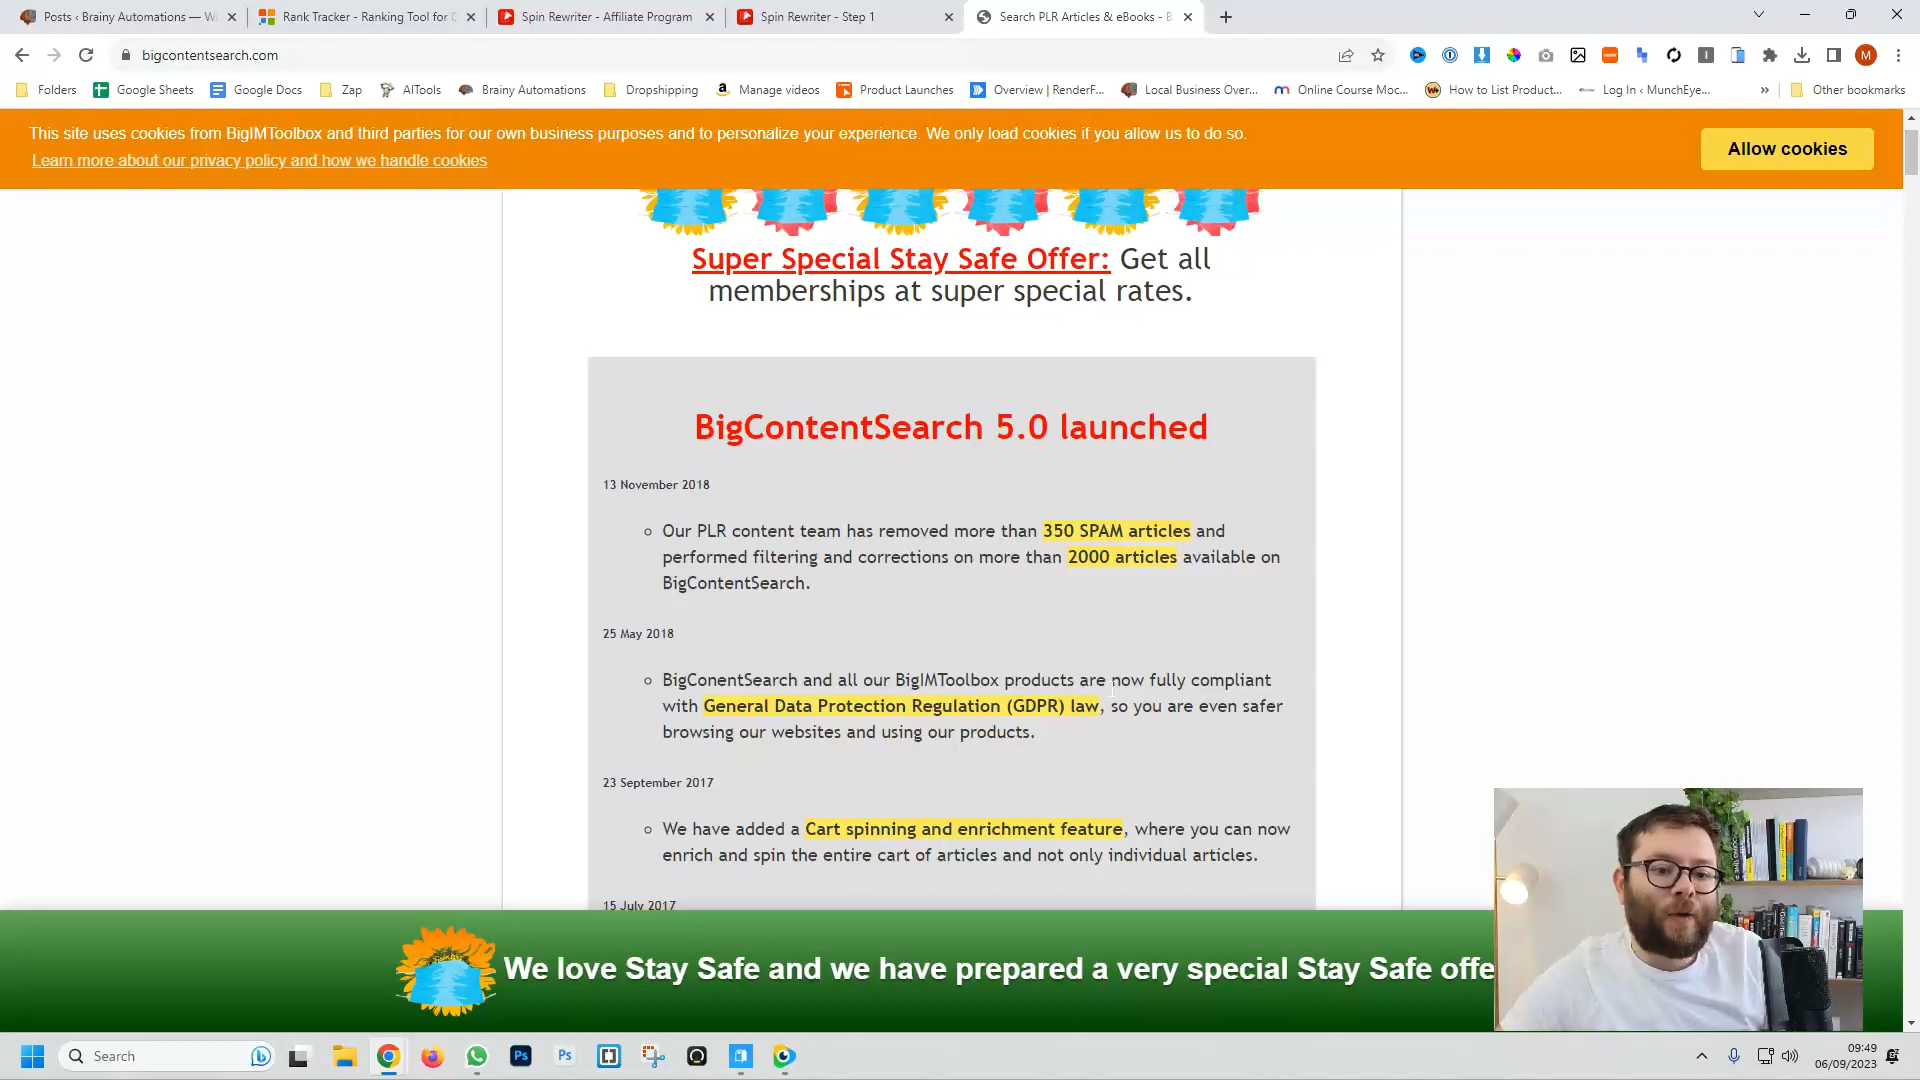 Posts ‹ Brainy Automations — W
Rank Tracker - Ranking Tool for G
Spin Rewriter - Affiliate Program
Spin Rewriter - Step 1
Search PLR Articles & eBooks - B
bigcontentsearch.com
M
Folders
Google Sheets
Google Docs
Zap
AITools
Brainy Automations
Dropshipping
Manage videos
Product Launches
Overview | RenderF...
Local Business Over...
Online Course Moc...
How to List Product...
Log In ‹ MunchEye...
»
Other bookmarks
This site uses cookies from BigIMToolbox and third parties for our own business purposes and to personalize your experience. We only load cookies if you allow us to do so.
Learn more about our privacy policy and how we handle cookies
Allow cookies
Super Special Stay Safe Offer: Get all
memberships at super special rates.
BigContentSearch 5.0 launched
13 November 2018
Our PLR content team has removed more than 350 SPAM articles and
performed filtering and corrections on more than 2000 articles available on
BigContentSearch.
25 May 2018
BigConentSearch and all our BigIMToolbox products are now fully compliant
with General Data Protection Regulation (GDPR) law, so you are even safer
browsing our websites and using our products.
23 September 2017
We have added a Cart spinning and enrichment feature, where you can now
enrich and spin the entire cart of articles and not only individual articles.
15 July 2017
We love Stay Safe and we have prepared a very special Stay Safe offe
Search
Ps
Ps
09:49
06/09/2023